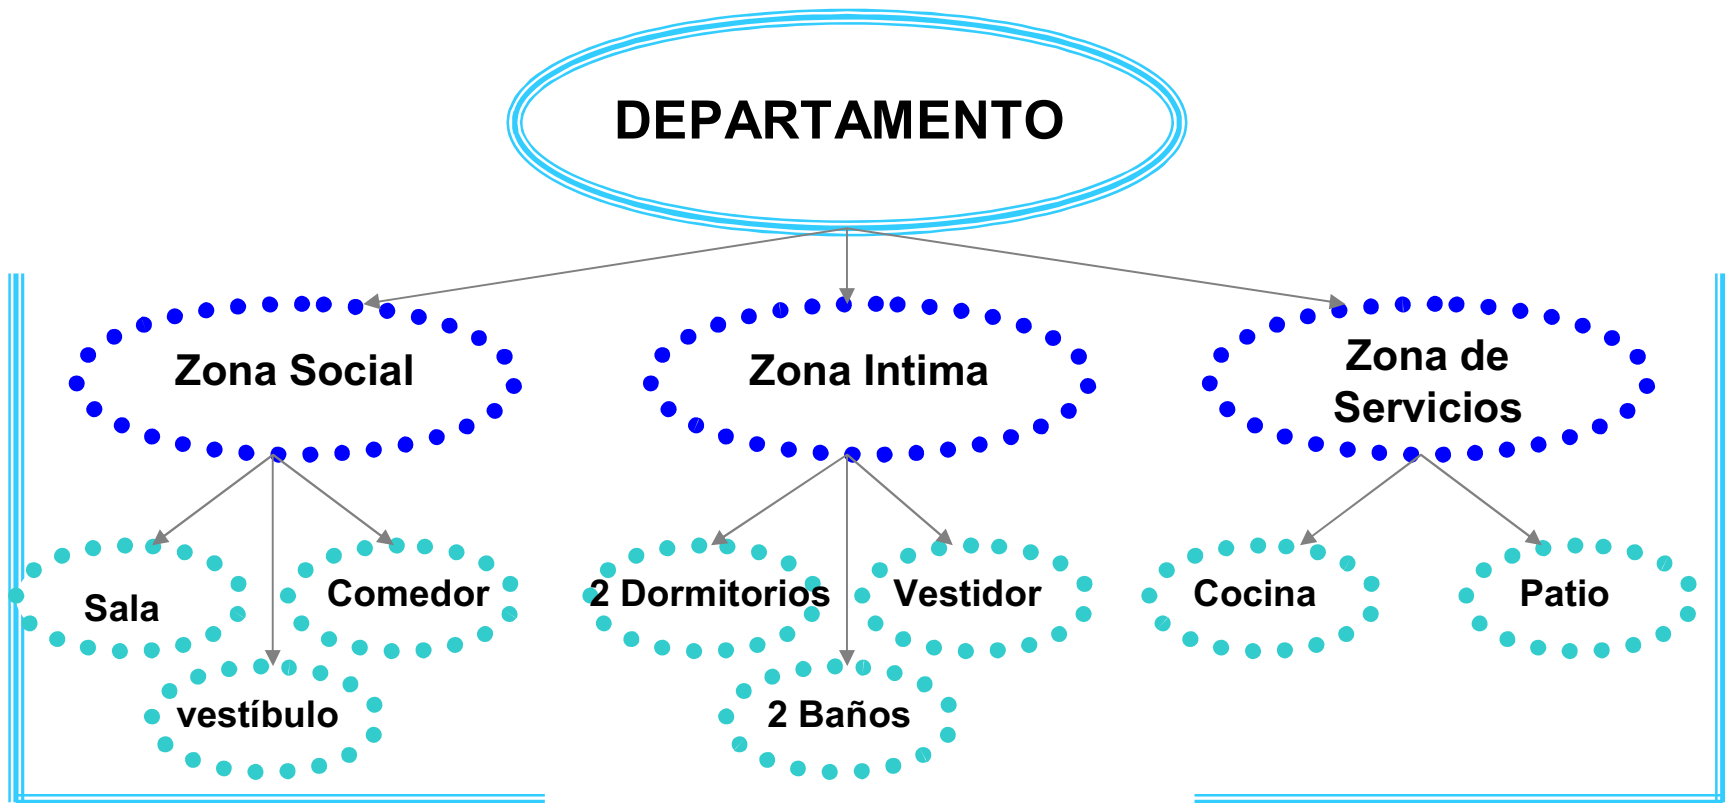 DEPARTAMENTO
Zona Social
Zona Intima
Zona de
Servicios
Sala
Comedor
vestíbulo
2 Dormitorios
Vestidor
2 Baños
Cocina
Patio